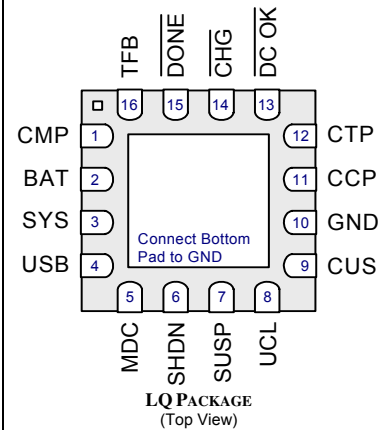 TFB
DONE
CHG
DC OK
16 15 14 13
CMP 1
12 CTP
BAT 2
11 CCP
SYS 3
10 GND
USB 4
9 CUS
Connect Bottom
Pad to GND
5 6 7 8
MDC
SHDN
SUSP
UCL
LQ PACKAGE
(Top View)